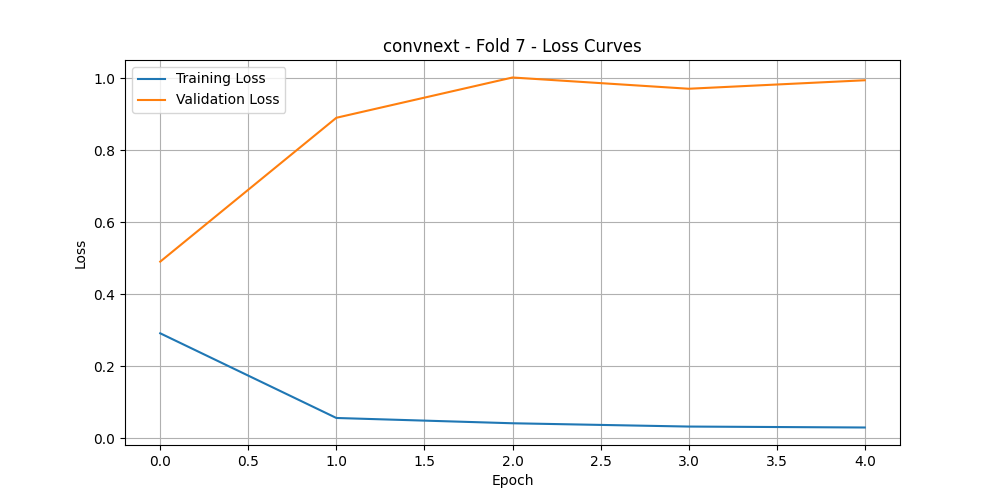 convnext - Fold 7 - Loss Curves
Training Loss
Validation Loss
1.0
0.8
0.6
0.4
0.2
0.0
Loss
0.0 0.5 1.0 1.5 2.0 2.5 3.0 3.5 4.0
Epoch